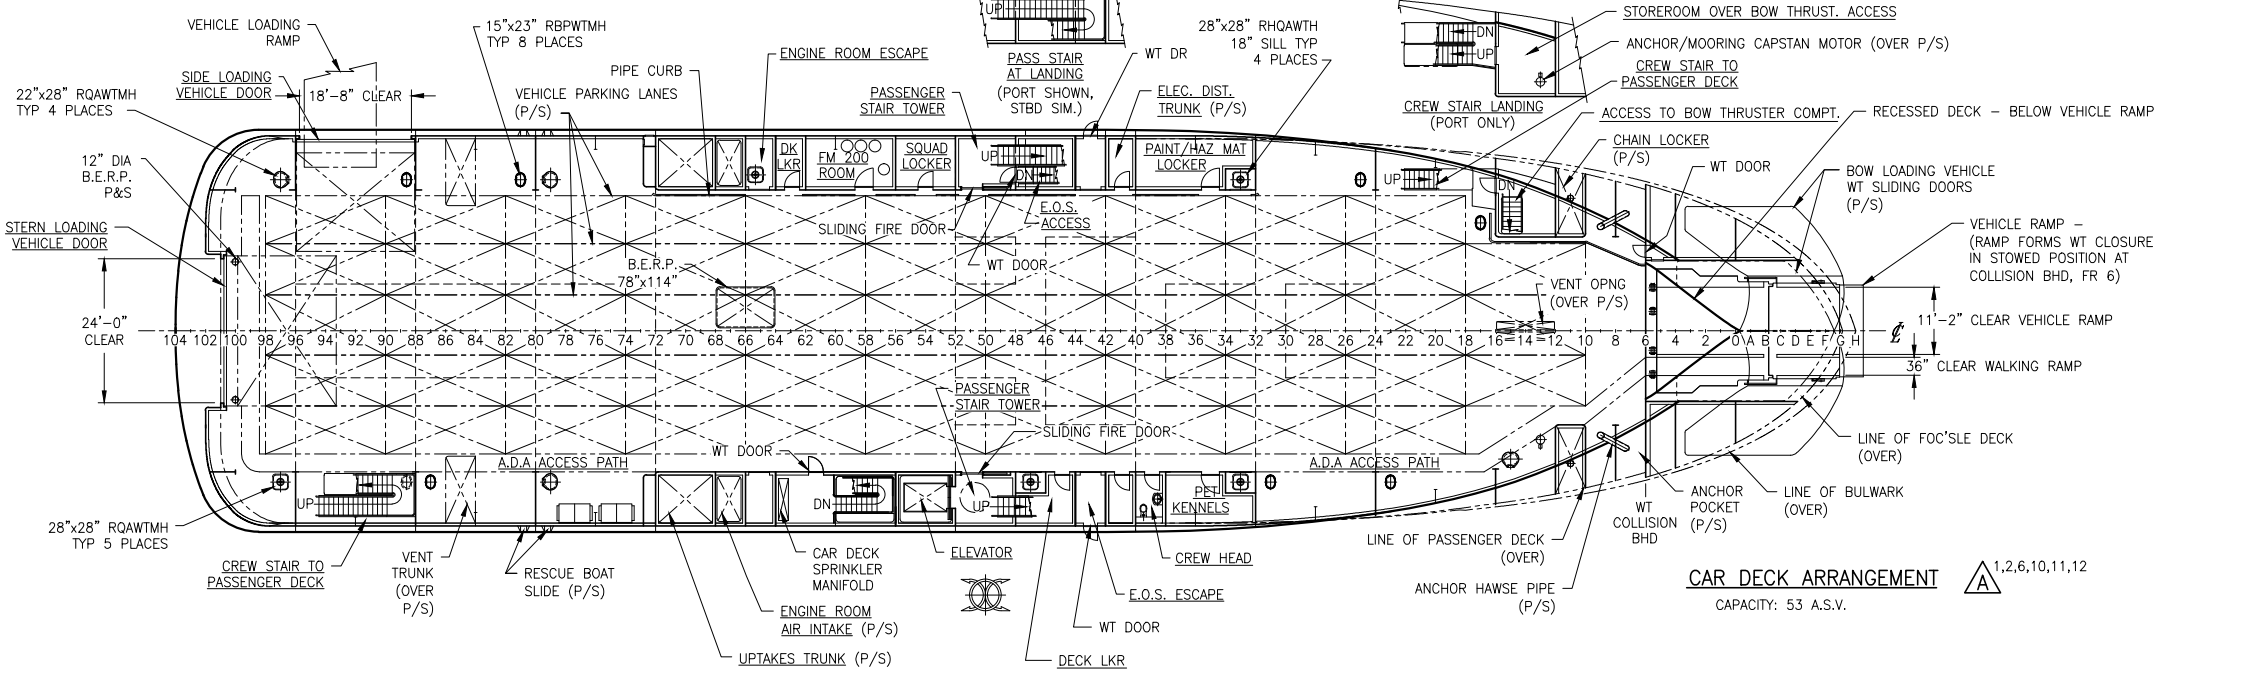 VEHICLE LOADING
RAMP
SIDE LOADING
VEHICLE DOOR
18'-8" CLEAR
15"x23" RBPWTMH
TYP 8 PLACES
PIPE CURB
VEHICLE PARKING LANES
(P/S)
ENGINE ROOM ESCAPE
PASSENGER
STAIR TOWER
UP
PASS STAIR
AT LANDING
(PORT SHOWN,
STBD SIM.)
WT DR
ELEC. DIST.
TRUNK (P/S)
28"x28" RHQAWTH
18" SILL TYP
4 PLACES
DN
UP
CREW STAIR LANDING
(PORT ONLY)
STOREROOM OVER BOW THRUST. ACCESS
ANCHOR/MOORING CAPSTAN MOTOR (OVER P/S)
CREW STAIR TO
PASSENGER DECK
ACCESS TO BOW THRUSTER COMPT.
RECESSED DECK – BELOW VEHICLE RAMP
CHAIN LOCKER
(P/S)
WT DOOR
BOW LOADING VEHICLE
WT SLIDING DOORS
(P/S)
VEHICLE RAMP –
(RAMP FORMS WT CLOSURE
IN STOWED POSITION AT
COLLISION BHD, FR 6)
22"x28" RQAWTMH
TYP 4 PLACES
12" DIA
B.E.R.P.
P&S
STERN LOADING
VEHICLE DOOR
24'-0"
CLEAR
DK
LKR
FM 200
ROOM
SQUAD
LOCKER
UP
DN
PAINT/HAZ MAT
LOCKER
UP
DN
E.O.S.
ACCESS
SLIDING FIRE DOOR
WT DOOR
B.E.R.P.
78"x114"
VENT OPNG
(OVER P/S)
104 102 100 98 96 94 92 90 88 86 84 82 80 78 76 74 72 70 68 66 64 62 60 58 56 54 52 50 48 46 44 42 40 38 36 34 32 30 28 26 24 22 20 18 16 14 12 10 8 6 4 2 0 A B C D E F G H
11'-2" CLEAR VEHICLE RAMP
36" CLEAR WALKING RAMP
PASSENGER
STAIR TOWER
SLIDING FIRE DOOR
WT DOOR
A.D.A ACCESS PATH
A.D.A ACCESS PATH
UP
DN
UP
PET
KENNELS
28"x28" RQAWTMH
TYP 5 PLACES
CREW STAIR TO
PASSENGER DECK
VENT
TRUNK
(OVER
P/S)
RESCUE BOAT
SLIDE (P/S)
CAR DECK
SPRINKLER
MANIFOLD
ENGINE ROOM
AIR INTAKE (P/S)
UPTAKES TRUNK (P/S)
ELEVATOR
DECK LKR
WT DOOR
E.O.S. ESCAPE
CREW HEAD
LINE OF PASSENGER DECK
(OVER)
ANCHOR HAWSE PIPE
(P/S)
WT
COLLISION
BHD
ANCHOR
POCKET
(P/S)
LINE OF BULWARK
(OVER)
LINE OF FOC'SLE DECK
(OVER)
CAR DECK ARRANGEMENT
A 1,2,6,10,11,12
CAPACITY: 53 A.S.V.